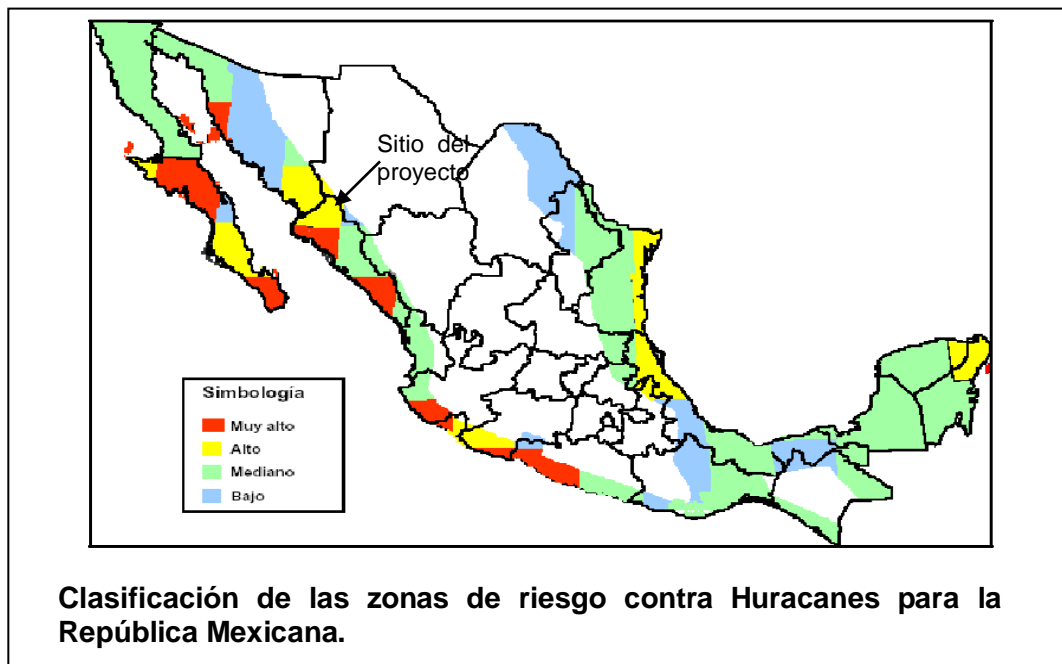 Sitio del
proyecto
Simbología
Muy alto
Alto
Mediano
Bajo
Clasificación de las zonas de riesgo contra Huracanes para la
República Mexicana.